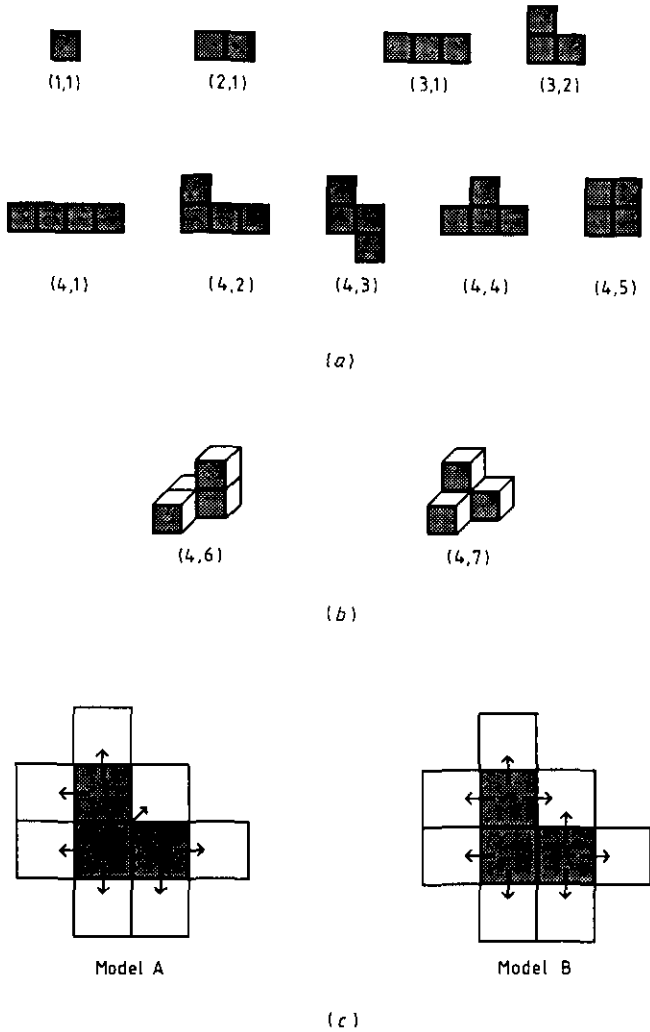 (1,1) (2,1) (3,1) (3,2)
(4,1) (4,2) (4,3) (4,4) (4,5)
(a)
(4,6) (4,7)
(b)
Model A Model B
(c)